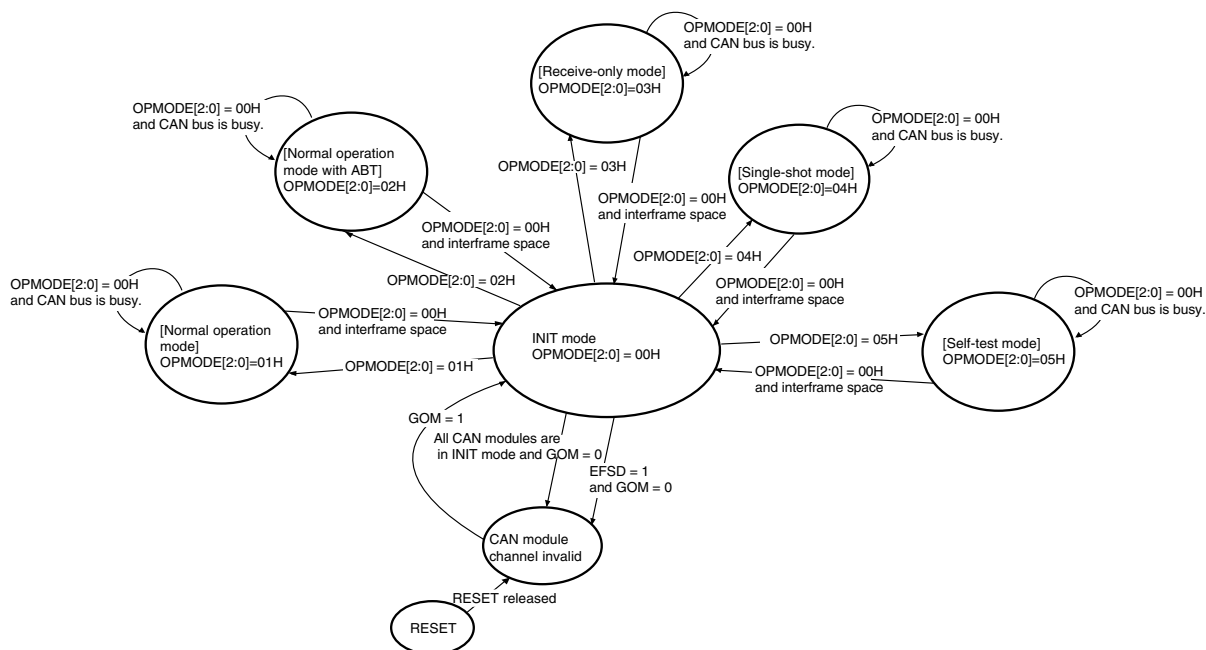 OPMODE[2:0] = 00H
and CAN bus is busy.
[Receive-only mode]
OPMODE[2:0]=03H
OPMODE[2:0] = 00H
and CAN bus is busy.
OPMODE[2:0] = 00H
and CAN bus is busy.
[Normal operation
mode with ABT]
OPMODE[2:0]=02H
OPMODE[2:0] = 03H
[Single-shot mode]
OPMODE[2:0]=04H
OPMODE[2:0] = 00H
and interframe space
OPMODE[2:0] = 00H
and interframe space
OPMODE[2:0] = 04H
OPMODE[2:0] = 02H
OPMODE[2:0] = 00H
and interframe space
OPMODE[2:0] = 00H
and CAN bus is busy.
OPMODE[2:0] = 00H
and CAN bus is busy.
[Normal operation
mode]
OPMODE[2:0]=01H
OPMODE[2:0] = 00H
and interframe space
OPMODE[2:0] = 01H
INIT mode
OPMODE[2:0] = 00H
OPMODE[2:0] = 05H
OPMODE[2:0] = 00H
and interframe space
[Self-test mode]
OPMODE[2:0]=05H
GOM = 1
All CAN modules are
in INIT mode and GOM = 0
EFSD = 1
and GOM = 0
CAN module
channel invalid
RESET released
RESET